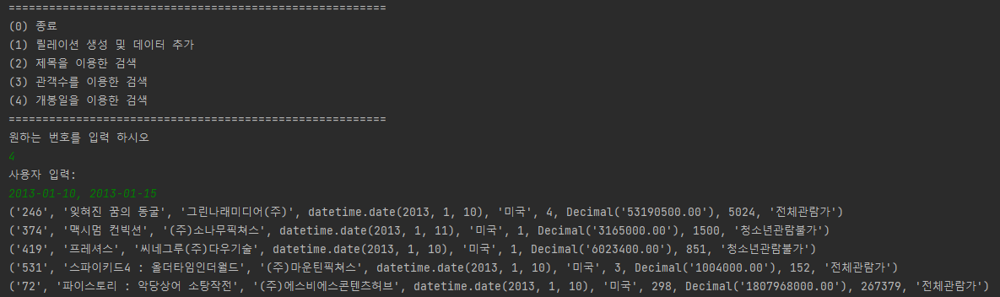 ========================================================
(0) 종료
(1) 릴레이션 생성 및 데이터 추가
(2) 제목을 이용한 검색
(3) 관객수를 이용한 검색
(4) 개봉일을 이용한 검색
========================================================
원하는 번호를 입력 하시오
4
사용자 입력:
2013-01-10, 2013-01-15
('246', '잊혀진 꿈의 동굴', '그린나래미디어(주)', datetime.date(2013, 1, 10), '미국', 4, Decimal('53190500.00'), 5024, '전체관람가')
('374', '맥시멈 컨빅션', '(주)소나무픽쳐스', datetime.date(2013, 1, 11), '미국', 1, Decimal('3165000.00'), 1500, '청소년관람불가')
('419', '프레셔스', '씨네그루(주)다우기술', datetime.date(2013, 1, 10), '미국', 1, Decimal('6023400.00'), 851, '청소년관람불가')
('531', '스파이키드4 : 올더타임인더월드', '(주)마운틴픽쳐스', datetime.date(2013, 1, 10), '미국', 3, Decimal('1004000.00'), 152, '전체관람가')
('72', '파이스토리 : 악당상어 소탕작전', '(주)에스비에스콘텐츠허브', datetime.date(2013, 1, 10), '미국', 298, Decimal('1807968000.00'), 267379, '전체관람가')